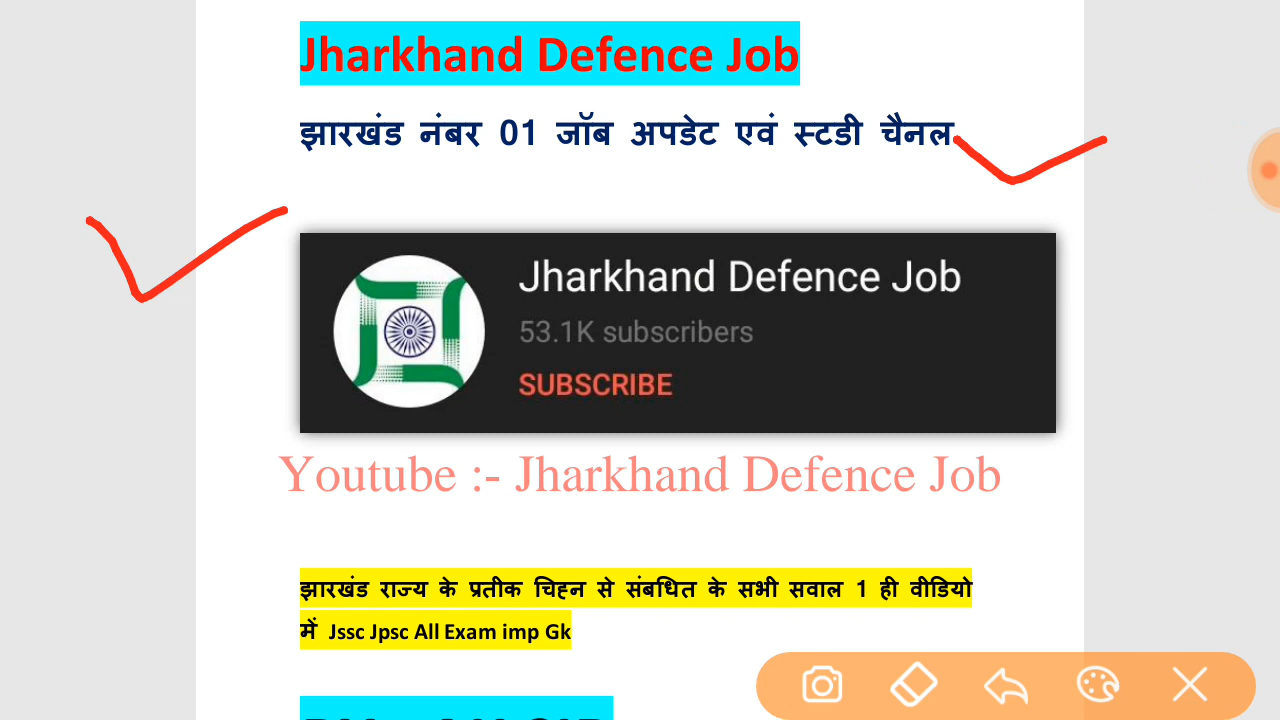 Jharkhand Defence Job
झारखंड नंबर 01 जॉब अपडेट एवं स्टडी चैनल
Jharkhand Defence Job
53.1K subscribers
SUBSCRIBE
Youtube :- Jharkhand Defence Job
झारखंड राज्य के प्रतीक चिह्न से संबधित के सभी सवाल 1 ही वीडियो
में Jssc Jpsc All Exam imp Gk